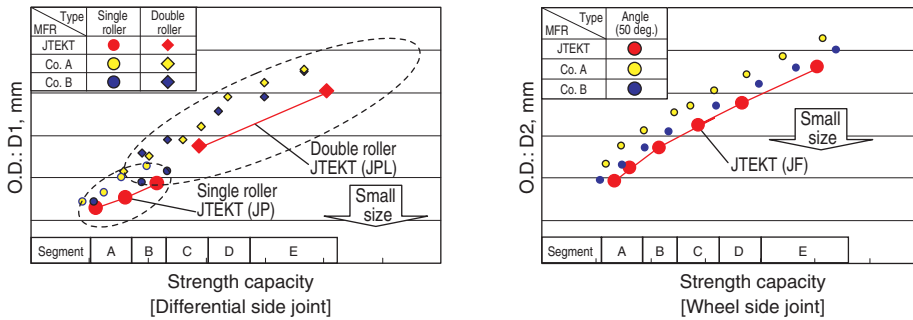 Type
MFR
Single
roller
Double
roller
JTEKT
Co. A
Co. B
O.D.: D1, mm
Double roller
JTEKT (JPL)
Single roller
JTEKT (JP)
Small
size
Segment A B C D E
Strength capacity
[Differential side joint]
Type
MFR
Angle
(50 deg.)
JTEKT
Co. A
Co. B
O.D.: D2, mm
Small
size
JTEKT (JF)
Segment A B C D E
Strength capacity
[Wheel side joint]